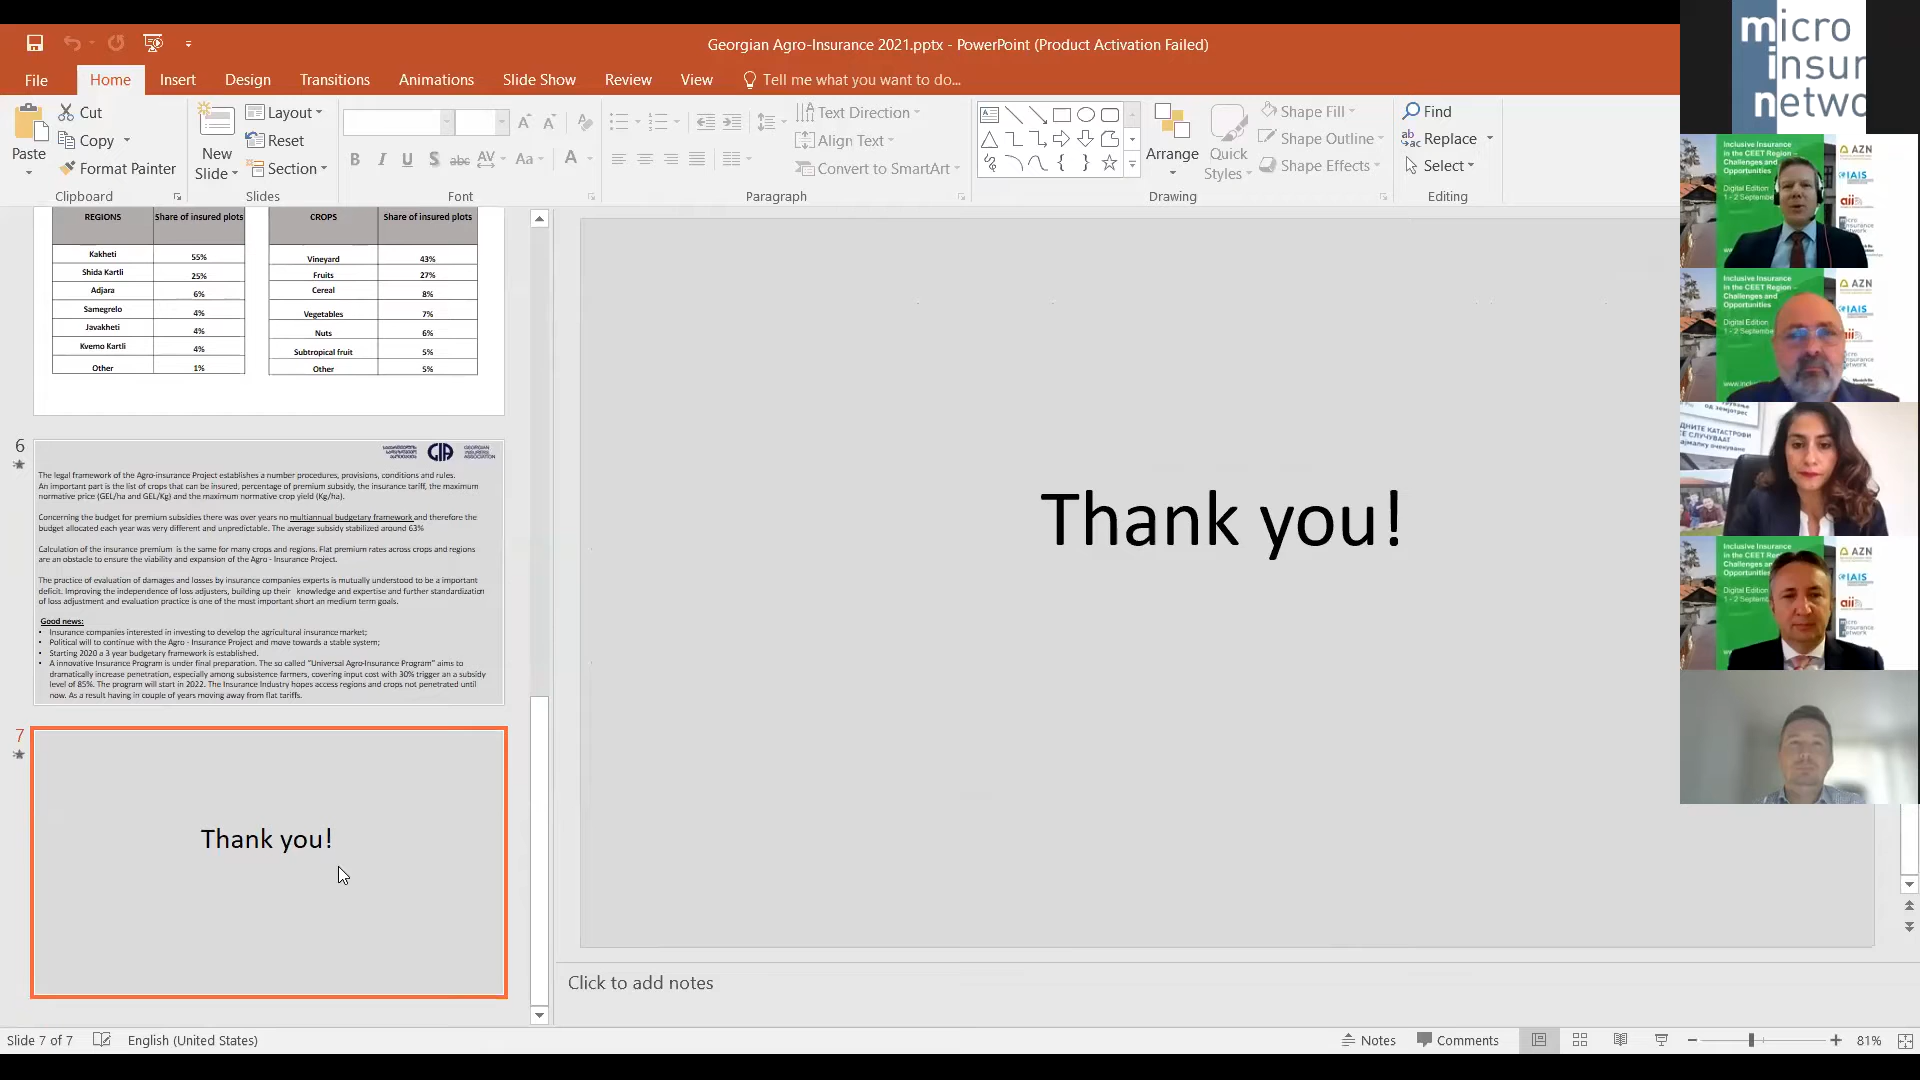 Georgian Agro-Insurance 2021.pptx - PowerPoint (Product Activation Failed)
File
Home
Insert
Design
Transitions
Animations
Slide Show
Review
View
Tell me what you want to do...
Paste
Cut
Copy
Format Painter
Clipboard
New
Slide
Layout
Reset
Section
Slides
Font
Text Direction
Align Text
Convert to SmartArt
Paragraph
Arrange
Quick
Styles
Shape Fill
Shape Outline
Shape Effects
Drawing
Find
Replace
Select
Editing
REGIONS Share of insured plots
Kakheti 55%
Shida Kartli 25%
Adjara 6%
Samegrelo 4%
Javakheti 4%
Kvemo Kartli 4%
Other 1%
CROPS Share of insured plots
Vineyard 43%
Fruits 27%
Cereal 8%
Vegetables 7%
Nuts 6%
Subtropical fruit 5%
Other 5%
6
GIA
GEORGIAN
INSURERS
ASSOCIATION
The legal framework of the Agro-insurance Project establishes a number procedures, provisions, conditions and rules.
An important part is the list of crops that can be insured, percentage of premium subsidy, the insurance tariff, the maximum
normative price (GEL/ha and GEL/Kg) and the maximum normative crop yield (Kg/ha).
Concerning the budget for premium subsidies there was over years no multiannual budgetary framework and therefore the
budget allocated each year was very different and unpredictable. The average subsidy stabilized around 63%
Calculation of the insurance premium is the same for many crops and regions. Flat premium rates across crops and regions
are an obstacle to ensure the viability and expansion of the Agro - Insurance Project.
The practice of evaluation of damages and losses by insurance companies experts is mutually understood to be a important
deficit. Improving the independence of loss adjusters, building up their knowledge and expertise and further standardization
of loss adjustment and evaluation practice is one of the most important short an medium term goals.
Good news:
• Insurance companies interested in investing to develop the agricultural insurance market;
• Political will to continue with the Agro - Insurance Project and move towards a stable system;
• Starting 2020 a 3 year budgetary framework is established.
• A innovative Insurance Program is under final preparation. The so called "Universal Agro-Insurance Program" aims to
dramatically increase penetration, especially among subsistence farmers, covering input cost with 30% trigger an a subsidy
level of 85%. The program will start in 2022. The Insurance Industry hopes access regions and crops not penetrated until
now. As a result having in couple of years moving away from flat tariffs.
7
Thank you!
Thank you!
Click to add notes
Slide 7 of 7
English (United States)
Notes
Comments
81%
micro
insur
netwo
Inclusive Insurance
in the CEET Region –
Challenges and
Opportunities
Digital Edition
1 - 2 September
AZN
IAIS
aii
Inclusive Insurance
in the CEET Region –
Challenges and
Opportunities
Digital Edition
1 - 2 Septembe
www.inclus
AZN
IAIS
од земјотрес
ДНИТЕ КАТАСТРОФИ
СЕ СЛУЧУВААТ
Inclusive Insurance
in the CEET Region
Challenges and
Opportunities
Digital Edition
1 - 2 Septemb
AZN
IAIS
aii